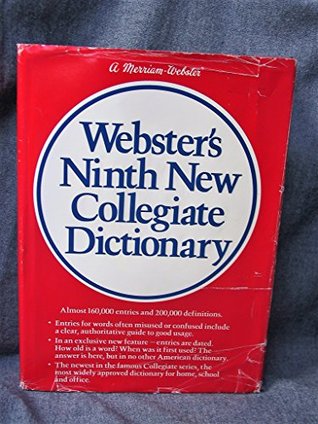 A Merriam-Webster
Webster's
Ninth New
Collegiate
Dictionary
Almost 160,000 entries and 200,000 definitions.
• Entries for words often misused or confused include
a clear, authoritative guide to good usage.
• In an exclusive new feature – entries are dated.
How old is a word? When was it first used? The
answer is here, but in no other American dictionary.
• The newest in the famous Collegiate series, the
most widely approved dictionary for home, school
and office.